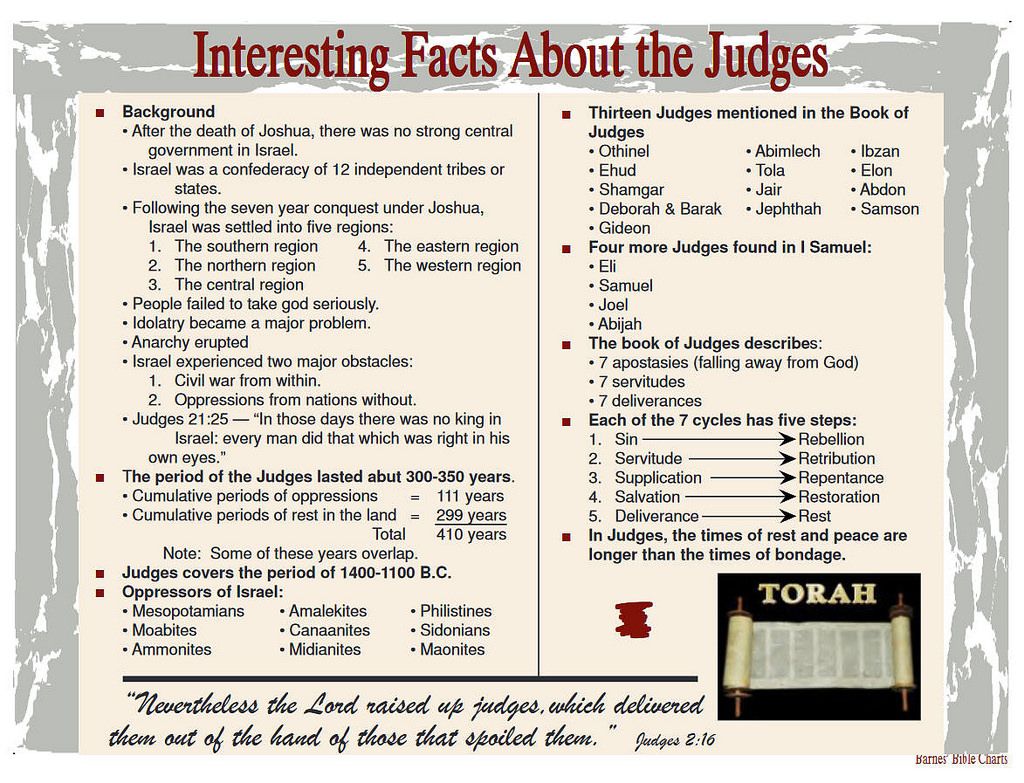 Interesting Facts About the Judges
■ Background
• After the death of Joshua, there was no strong central
government in Israel.
• Israel was a confederacy of 12 independent tribes or
states.
• Following the seven year conquest under Joshua,
Israel was settled into five regions:
1. The southern region 4. The eastern region
2. The northern region 5. The western region
3. The central region
• People failed to take god seriously.
• Idolatry became a major problem.
• Anarchy erupted
• Israel experienced two major obstacles:
1. Civil war from within.
2. Oppressions from nations without.
• Judges 21:25 — “In those days there was no king in
Israel: every man did that which was right in his
own eyes.”
■ The period of the Judges lasted abut 300-350 years.
• Cumulative periods of oppressions = 111 years
• Cumulative periods of rest in the land = 299 years
Total 410 years
Note: Some of these years overlap.
■ Judges covers the period of 1400-1100 B.C.
■ Oppressors of Israel:
• Mesopotamians • Amalekites • Philistines
• Moabites • Canaanites • Sidonians
• Ammonites • Midianites • Maonites
■ Thirteen Judges mentioned in the Book of
Judges
• Othinel • Abimlech • Ibzan
• Ehud • Tola • Elon
• Shamgar • Jair • Abdon
• Deborah & Barak • Jephthah • Samson
• Gideon
■ Four more Judges found in I Samuel:
• Eli
• Samuel
• Joel
• Abijah
■ The book of Judges describes:
• 7 apostasies (falling away from God)
• 7 servitudes
• 7 deliverances
■ Each of the 7 cycles has five steps:
1. Sin → Rebellion
2. Servitude → Retribution
3. Supplication → Repentance
4. Salvation → Restoration
5. Deliverance → Rest
■ In Judges, the times of rest and peace are
longer than the times of bondage.
TORAH
“Nevertheless the Lord raised up judges, which delivered
them out of the hand of those that spoiled them.” Judges 2:16
Barnes' Bible Charts